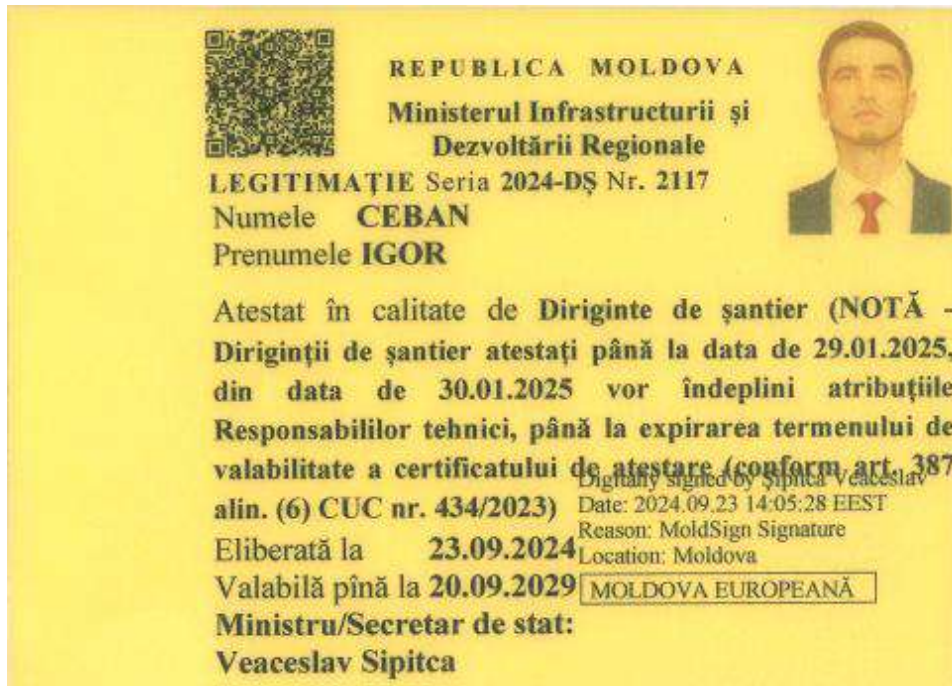 REPUBLICA MOLDOVA
Ministerul Infrastructurii și
Dezvoltării Regionale
LEGITIMAȚIE Seria 2024-DȘ Nr. 2117
Numele CEBAN
Prenumele IGOR
Atestat în calitate de Diriginte de șantier (NOTĂ -
Diriginții de șantier atestați până la data de 29.01.2025,
din data de 30.01.2025 vor îndeplini atribuțiile
Responsabililor tehnici, până la expirarea termenului de
valabilitate a certificatului de atestare (conform art. 387
alin. (6) CUC nr. 434/2023)
Digitally signed by Sipitca Veaceslav
Date: 2024.09.23 14:05:28 EEST
Reason: MoldSign Signature
Location: Moldova
MOLDOVA EUROPEANĂ
Eliberată la 23.09.2024
Valabilă pînă la 20.09.2029
Ministru/Secretar de stat:
Veaceslav Sipitca